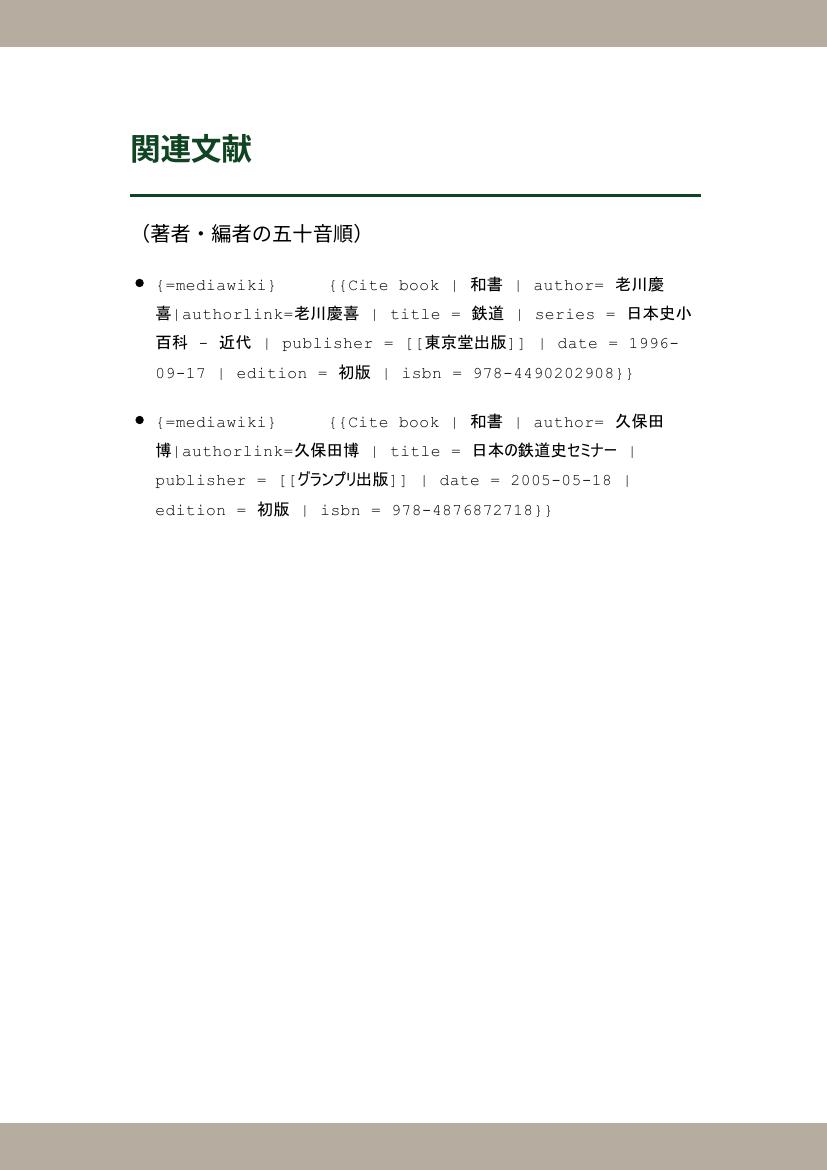 関連文献
（著者・編者の五十音順）
● {=mediawiki} {{Cite book | 和書 | author= 老川慶
喜|authorlink=老川慶喜 | title = 鉄道 | series = 日本史小
百科 - 近代 | publisher = [[東京堂出版]] | date = 1996-
09-17 | edition = 初版 | isbn = 978-4490202908}}
● {=mediawiki} {{Cite book | 和書 | author= 久保田
博|authorlink=久保田博 | title = 日本の鉄道史セミナー |
publisher = [[グランプリ出版]] | date = 2005-05-18 |
edition = 初版 | isbn = 978-4876872718}}